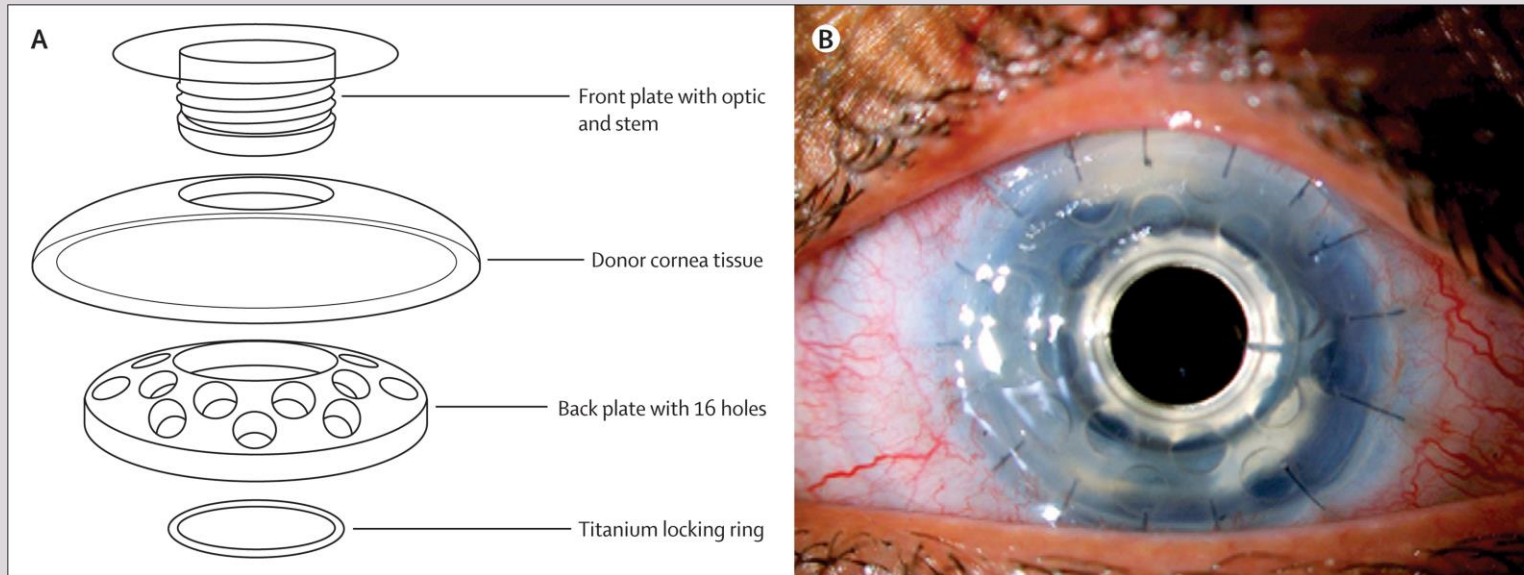 A
Front plate with optic
and stem
Donor cornea tissue
Back plate with 16 holes
Titanium locking ring
B